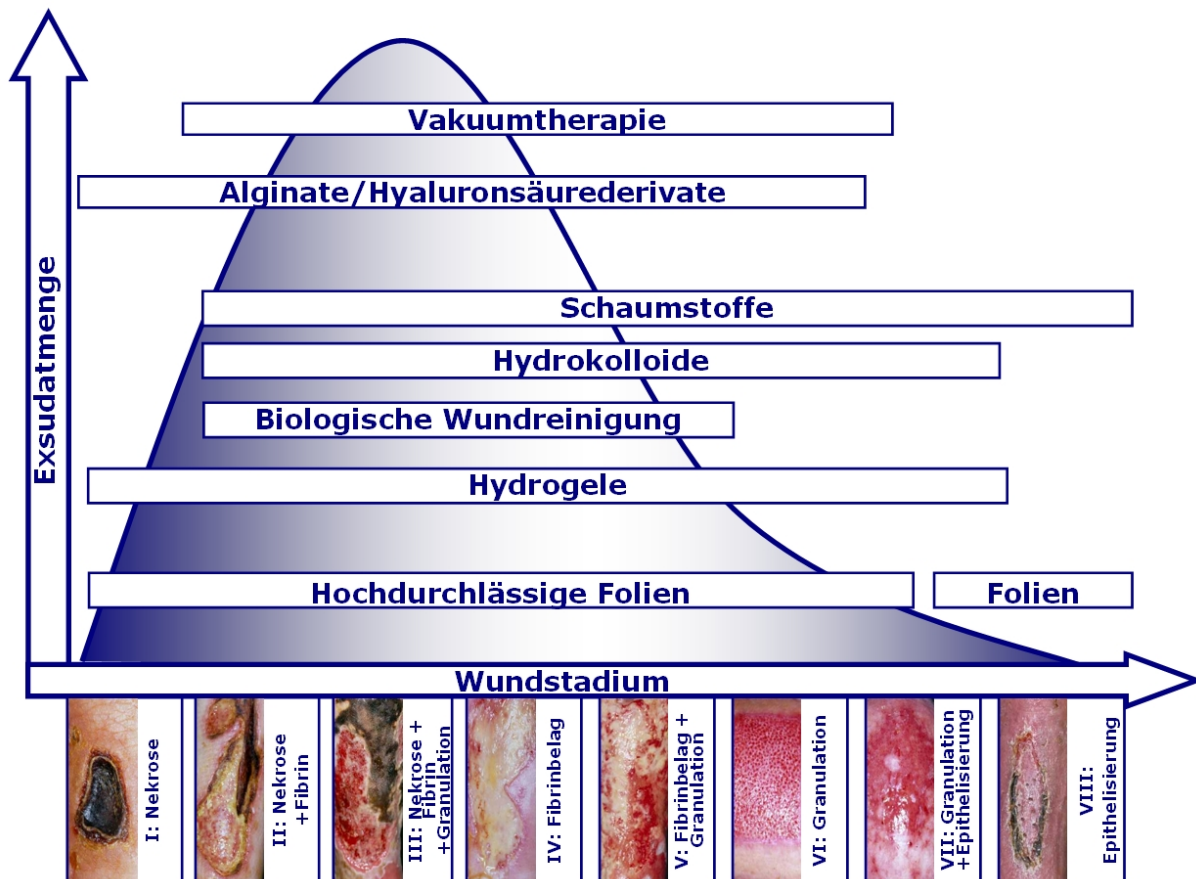 Exsudatmenge
Vakuumtherapie
Alginate/Hyaluronsäurederivate
Schaumstoffe
Hydrokolloide
Biologische Wundreinigung
Hydrogele
Hochdurchlässige Folien
Folien
Wundstadium
I: Nekrose
II: Nekrose
+Fibrin
III: Nekrose +
Fibrin
+Granulation
IV: Fibrinbelag
V: Fibrinbelag +
Granulation
VI: Granulation
VII: Granulation
+Epithelisierung
VIII:
Epithelisierung